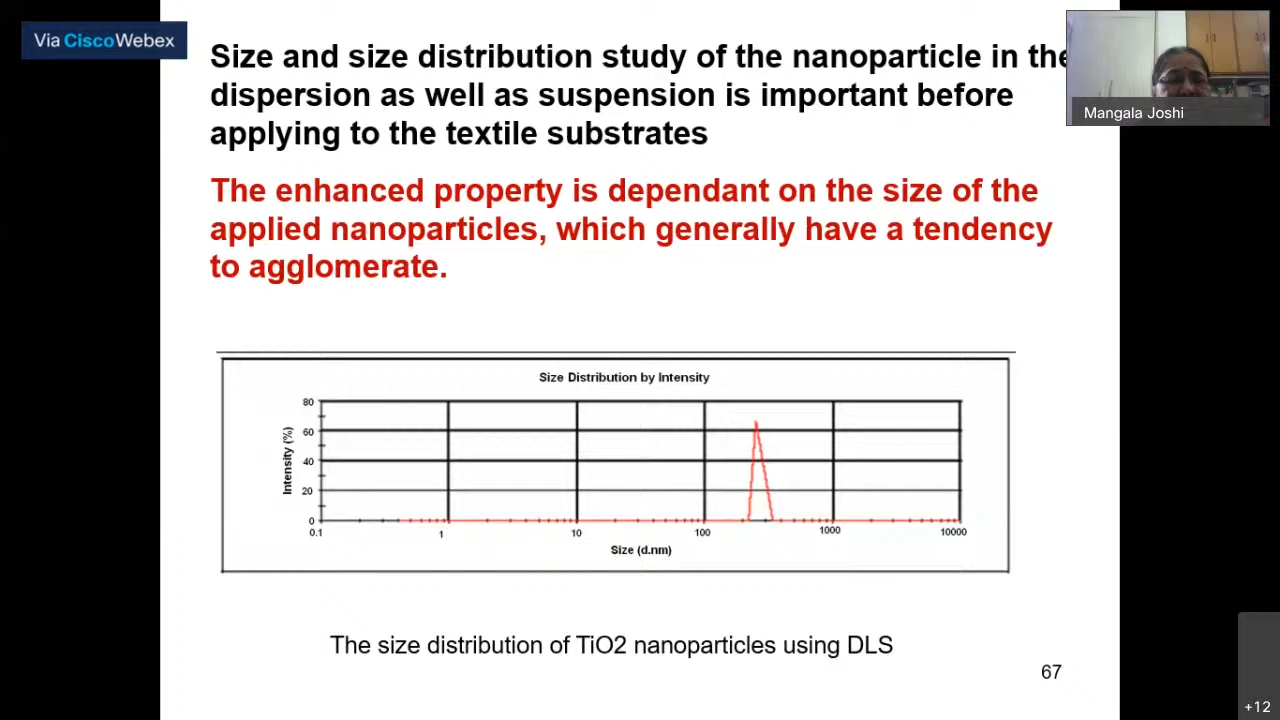 Via CiscoWebex
Size and size distribution study of the nanoparticle in the
dispersion as well as suspension is important before
applying to the textile substrates
Mangala Joshi
The enhanced property is dependant on the size of the
applied nanoparticles, which generally have a tendency
to agglomerate.
Size Distribution by Intensity
80
60
40
20
0
Intensity (%)
0.1 1 10 100 1000 10000
Size (d.nm)
The size distribution of TiO2 nanoparticles using DLS
67
+12